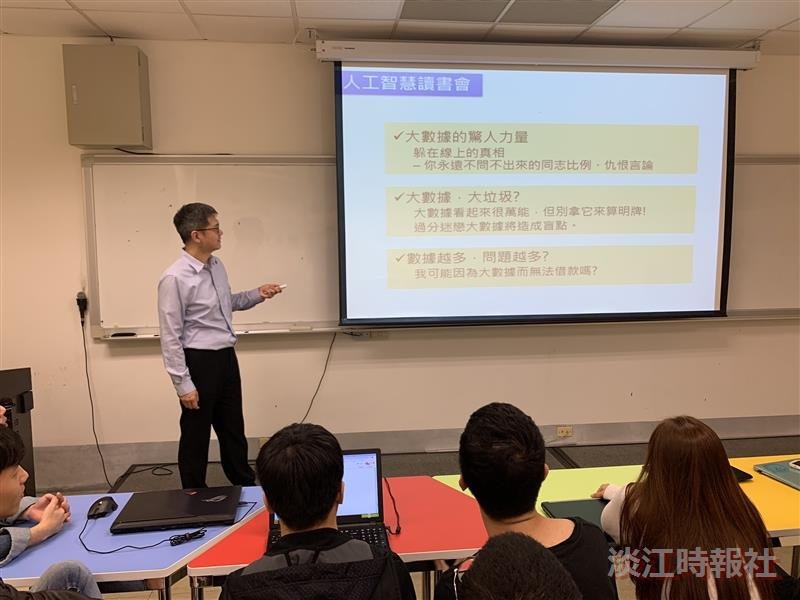 人工智慧讀書會
✓大數據的驚人力量
躲在線上的真相
– 你永遠不問不出來的同志比例，仇恨言論
✓大數據，大垃圾?
大數據看起來很萬能，但別拿它來算明牌!
過分迷戀大數據將造成盲點。
✓數據越多，問題越多?
我可能因為大數據而無法借款嗎?
淡江時報社